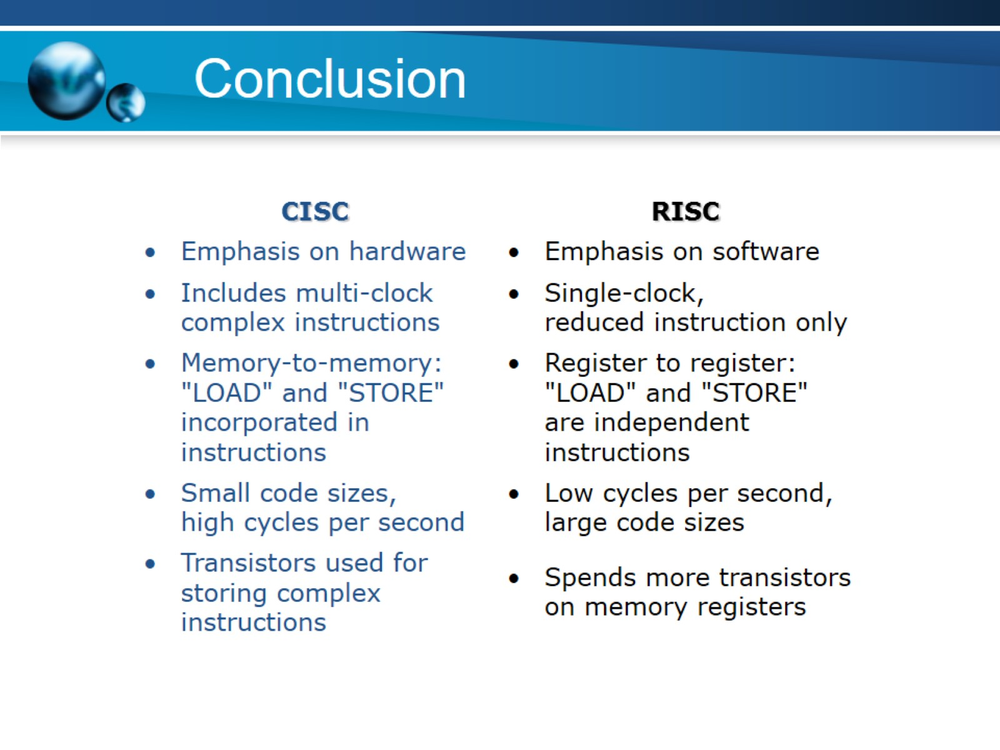 Conclusion
CISC
• Emphasis on hardware
• Includes multi-clock
complex instructions
• Memory-to-memory:
"LOAD" and "STORE"
incorporated in
instructions
• Small code sizes,
high cycles per second
• Transistors used for
storing complex
instructions
RISC
• Emphasis on software
• Single-clock,
reduced instruction only
• Register to register:
"LOAD" and "STORE"
are independent
instructions
• Low cycles per second,
large code sizes
• Spends more transistors
on memory registers